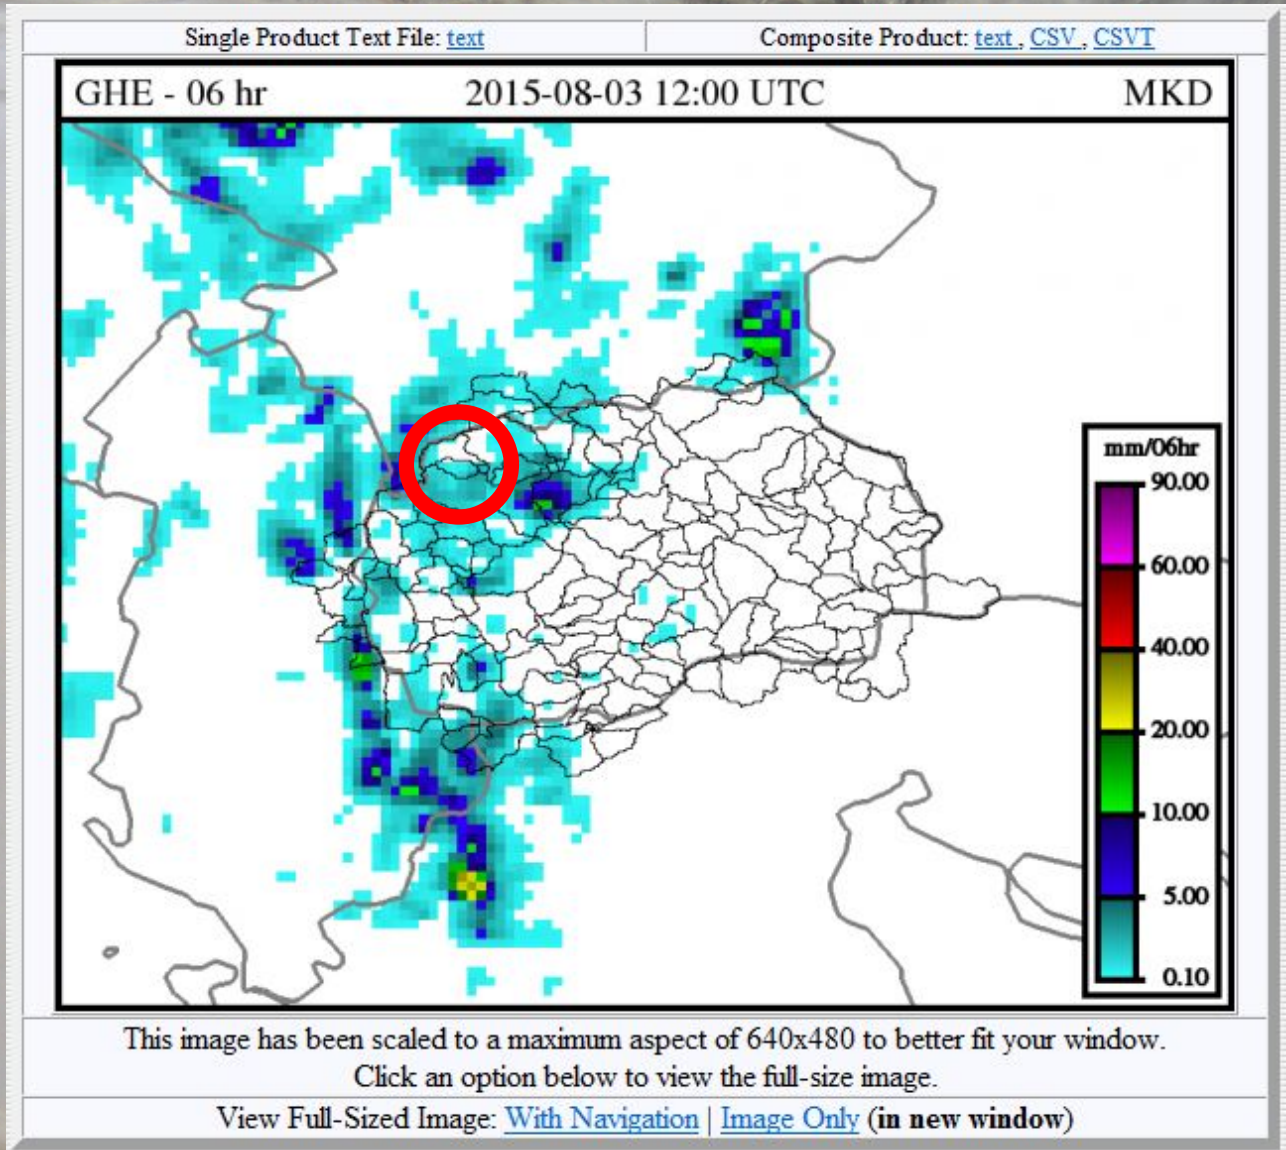 Single Product Text File: text
Composite Product: text , CSV , CSVT
GHE - 06 hr 2015-08-03 12:00 UTC MKD
mm/06hr
90.00
60.00
40.00
20.00
10.00
5.00
0.10
This image has been scaled to a maximum aspect of 640x480 to better fit your window.
Click an option below to view the full-size image.
View Full-Sized Image: With Navigation | Image Only (in new window)